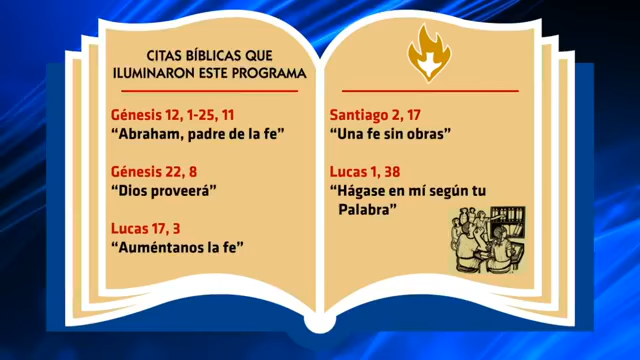 CITAS BÍBLICAS QUE
ILUMINARON ESTE PROGRAMA
Génesis 12, 1-25, 11
“Abraham, padre de la fe”
Génesis 22, 8
“Dios proveerá”
Lucas 17, 3
“Auméntanos la fe”
Santiago 2, 17
“Una fe sin obras”
Lucas 1, 38
“Hágase en mí según tu
Palabra”